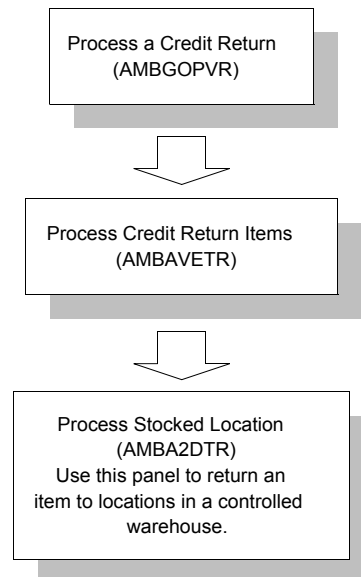 Process a Credit Return
(AMBGOPVR)
Process Credit Return Items
(AMBAVETR)
Process Stocked Location
(AMBA2DTR)
Use this panel to return an
item to locations in a controlled
warehouse.